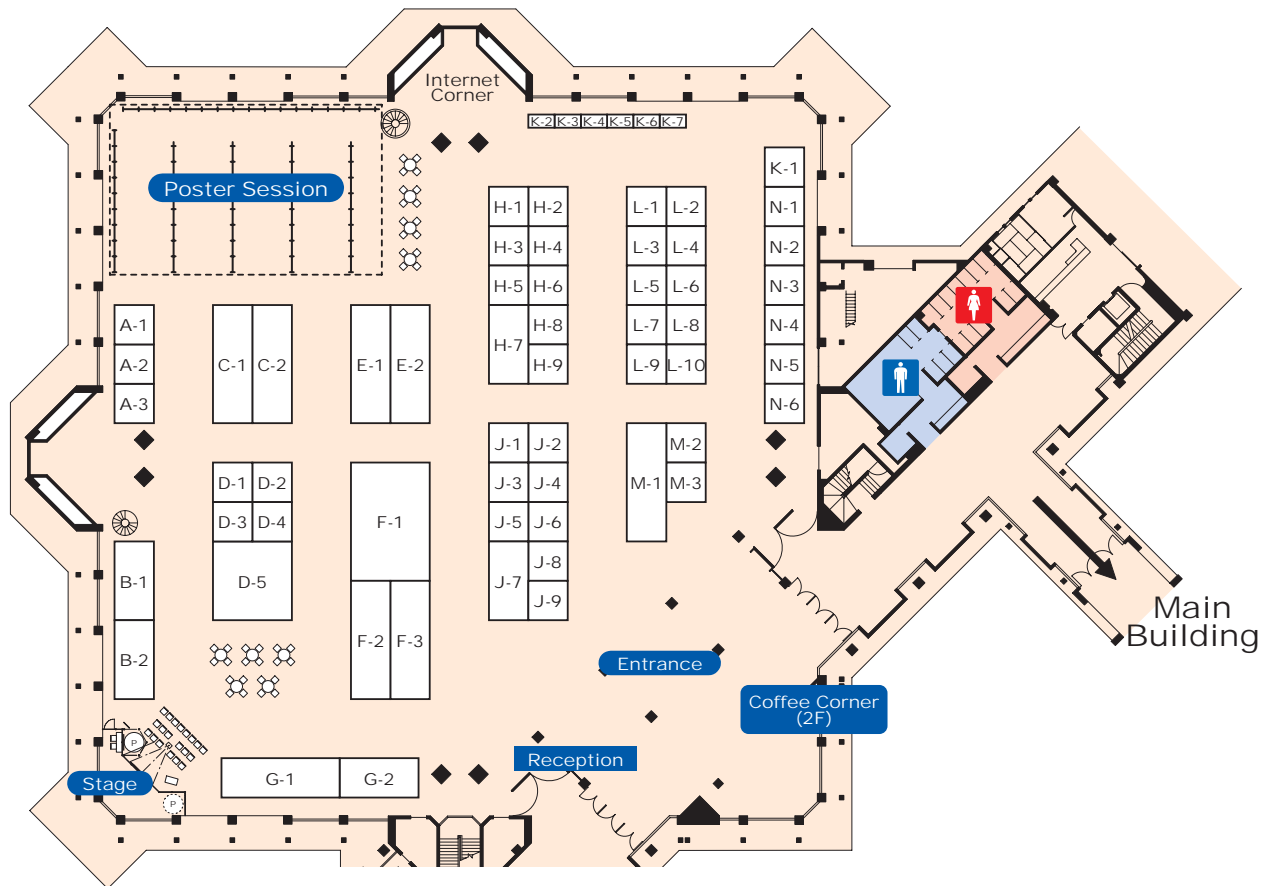 Internet
Corner
K-2 K-3 K-4 K-5 K-6 K-7
Poster Session
K-1
H-1 H-2 L-1 L-2 N-1
H-3 H-4 L-3 L-4 N-2
H-5 H-6 L-5 L-6 N-3
A-1 H-7 H-8 L-7 L-8 N-4
A-2 C-1 C-2 E-1 E-2 H-9 L-9 L-10 N-5
A-3 N-6
J-1 J-2 M-1 M-2
D-1 D-2 J-3 J-4 M-3
D-3 D-4 F-1 J-5 J-6
B-1 D-5 J-7 J-8
J-9
B-2 F-2 F-3
Main
Building
Entrance
Coffee Corner
(2F)
P
Reception
Stage
G-1 G-2
P